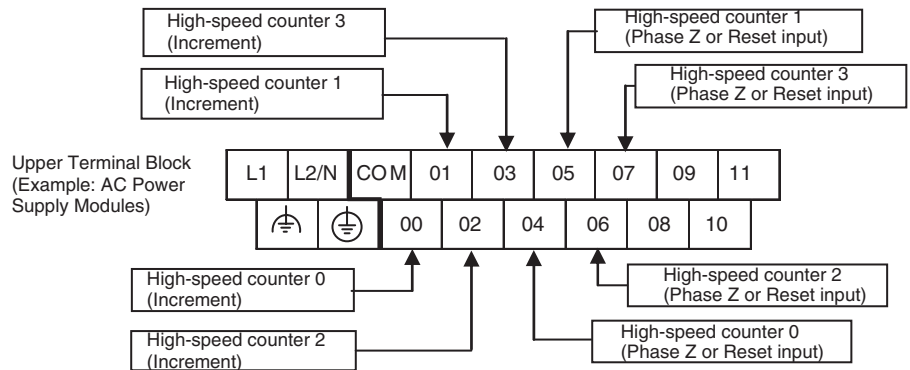 High-speed counter 3
(Increment)
High-speed counter 1
(Phase Z or Reset input)
High-speed counter 1
(Increment)
High-speed counter 3
(Phase Z or Reset input)
Upper Terminal Block
(Example: AC Power
Supply Modules)
L1 L2/N COM 01 03 05 07 09 11
00 02 04 06 08 10
High-speed counter 0
(Increment)
High-speed counter 2
(Phase Z or Reset input)
High-speed counter 2
(Increment)
High-speed counter 0
(Phase Z or Reset input)